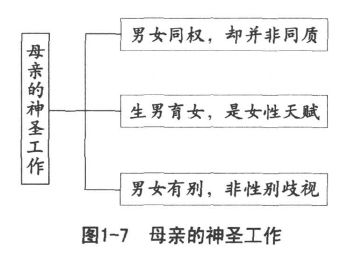 母亲的神圣工作
男女同权，却并非同质
生男育女，是女性天赋
男女有别，非性别歧视
图1-7 母亲的神圣工作